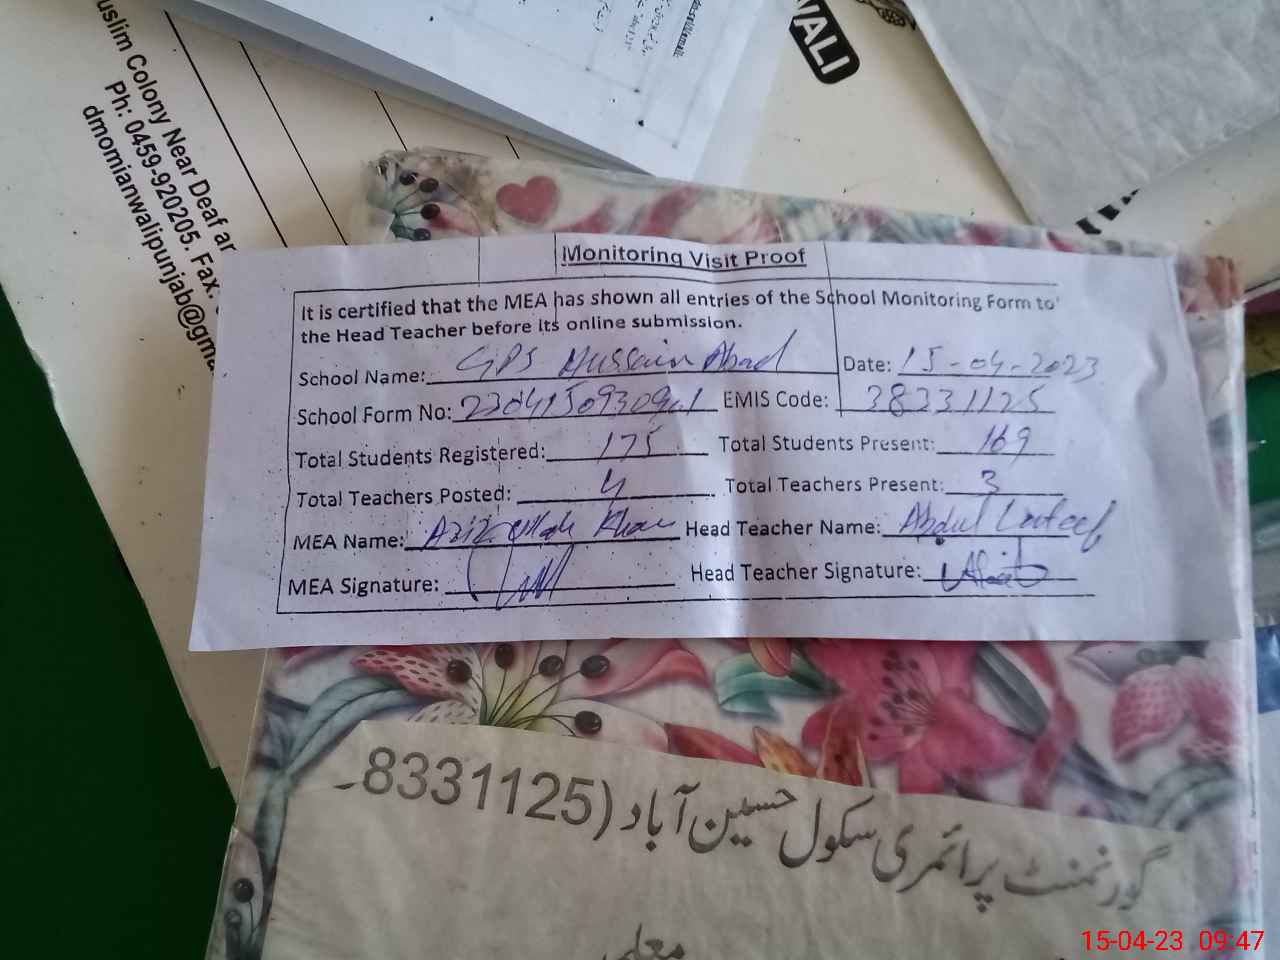 VALI
uslim Colony Near Deaf ar
Ph: 0459-920205. Fax.
dmomianwalipunjab@gma
Monitoring Visit Proof
It is certified that the MEA has shown all entries of the School Monitoring Form to
the Head Teacher before its online submission.
School Name: GPS Hussain Abad Date: 15-04-2023
School Form No: EMIS Code: 38331125
Total Students Registered: 175 Total Students Present: 169
Total Teachers Posted: 4 Total Teachers Present: 3
MEA Name: Aziz Ullah Khan Head Teacher Name: Abdul Lateef
MEA Signature: Head Teacher Signature:
گورنمنٹ پرائمری سکول حسین آباد (8331125-
معلم
15-04-23 09:47